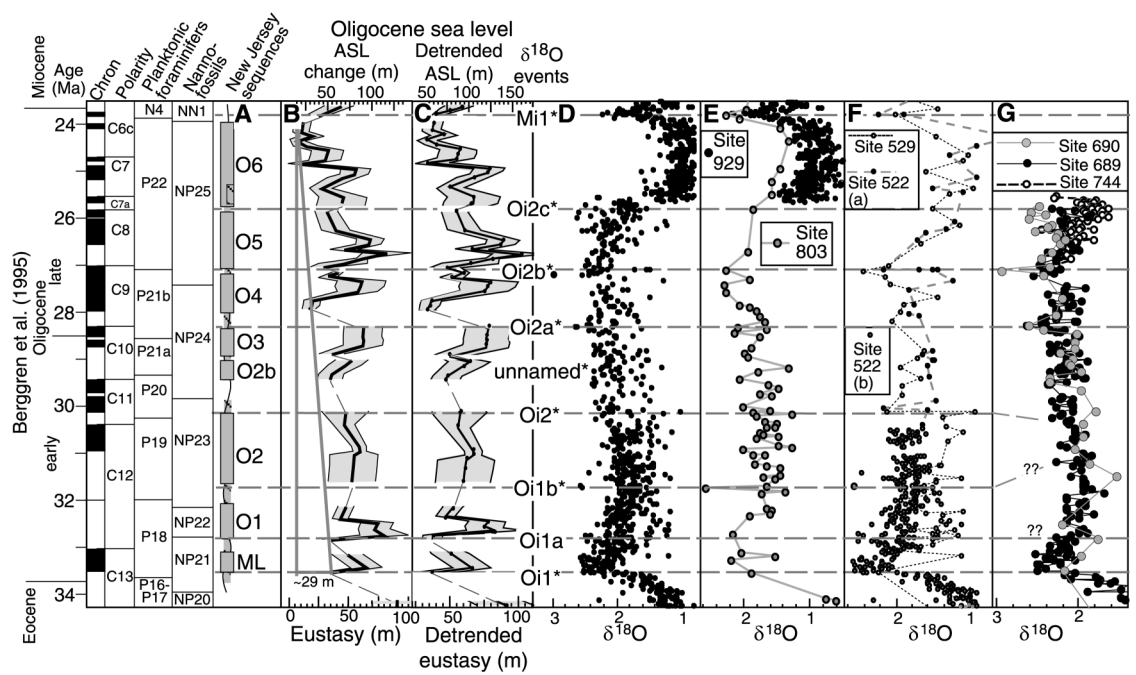 Oligocene sea level
ASL
change (m)
Detrended
ASL (m)
δ18O
events
Miocene
Age
(Ma)
Chron
Polarity
Planktonic
foraminifers
Nanno-
fossils
New Jersey
sequences
50 100
50 100 150
A
B
C
D
E
F
G
24
26
28
30
32
34
Berggren et al. (1995)
Oligocene
late
early
Eocene
C6c
C7
C7a
C8
C9
C10
C11
C12
C13
N4
P22
P21b
P21a
P20
P19
P18
P16-
P17
NN1
NP25
NP24
NP23
NP22
NP21
NP20
O6
O5
O4
O3
O2b
O2
O1
ML
~29 m
Mi1*
Oi2c*
Oi2b*
Oi2a*
unnamed*
Oi2*
Oi1b*
Oi1a
Oi1*
Site
929
Site
803
Site 529
Site 522
(a)
Site
522
(b)
Site 690
Site 689
Site 744
??
??
0 50 100
Eustasy (m)
0 50 100
Detrended
eustasy (m)
3 2 1
δ18O
2 1
δ18O
2 1
δ18O
3 2
δ18O